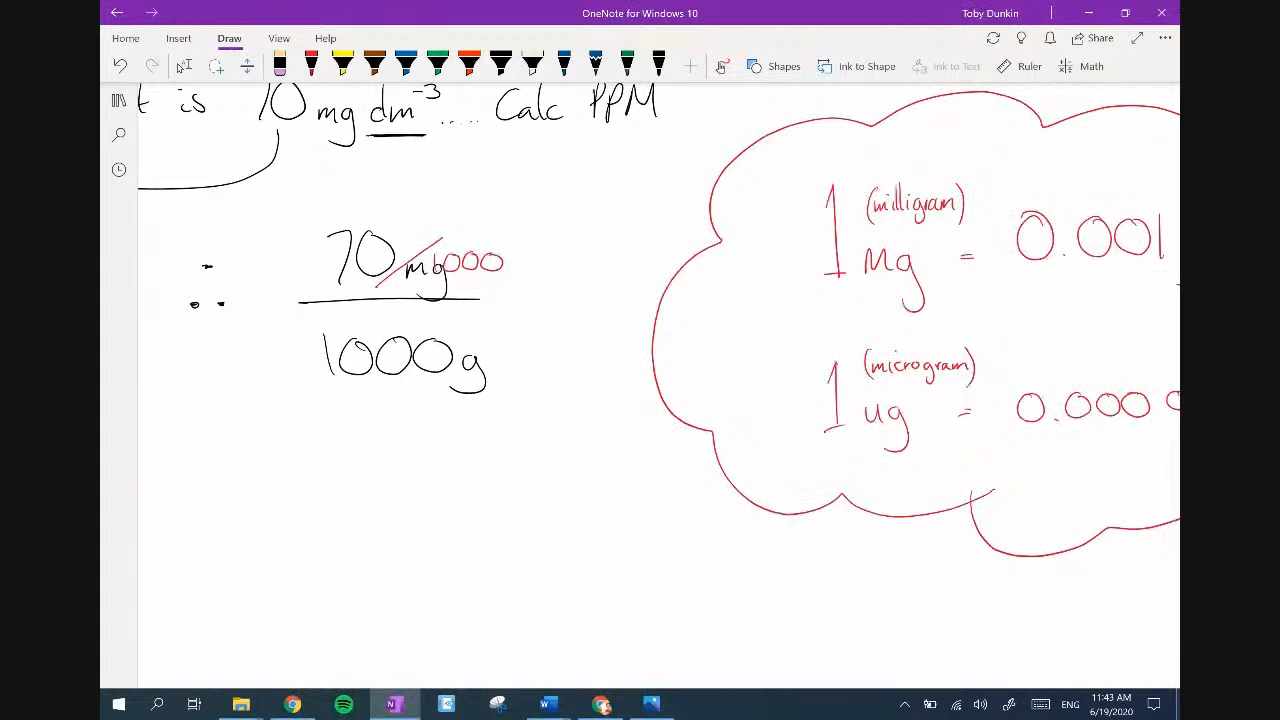 OneNote for Windows 10
Toby Dunkin
Home Insert Draw View Help
Share
Shapes Ink to Shape Ink to Text Ruler Math
t is 70 mg dm⁻³..... Calc PPM
70 mg000
1000g
1 (milligram) Mg = 0.001
1 (microgram) ug = 0.000 0
11:43 AM
6/19/2020